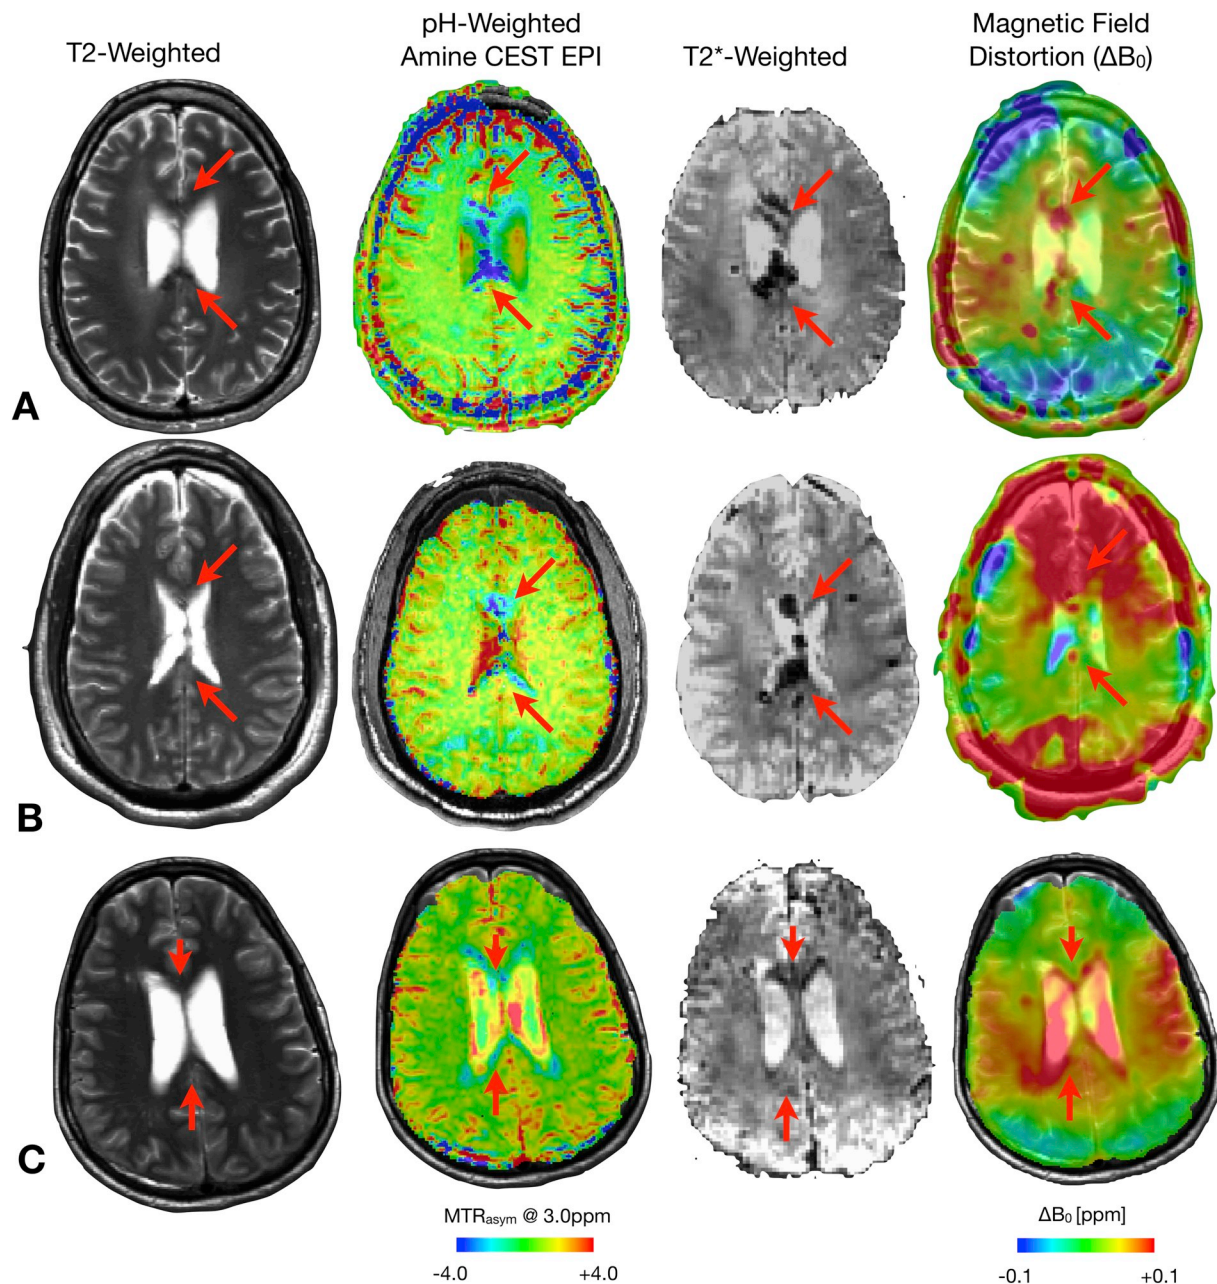 T2-Weighted
pH-Weighted
Amine CEST EPI
T2*-Weighted
Magnetic Field
Distortion (ΔB₀)
A
B
C
MTRasym @ 3.0ppm
-4.0 +4.0
ΔB₀ [ppm]
-0.1 +0.1